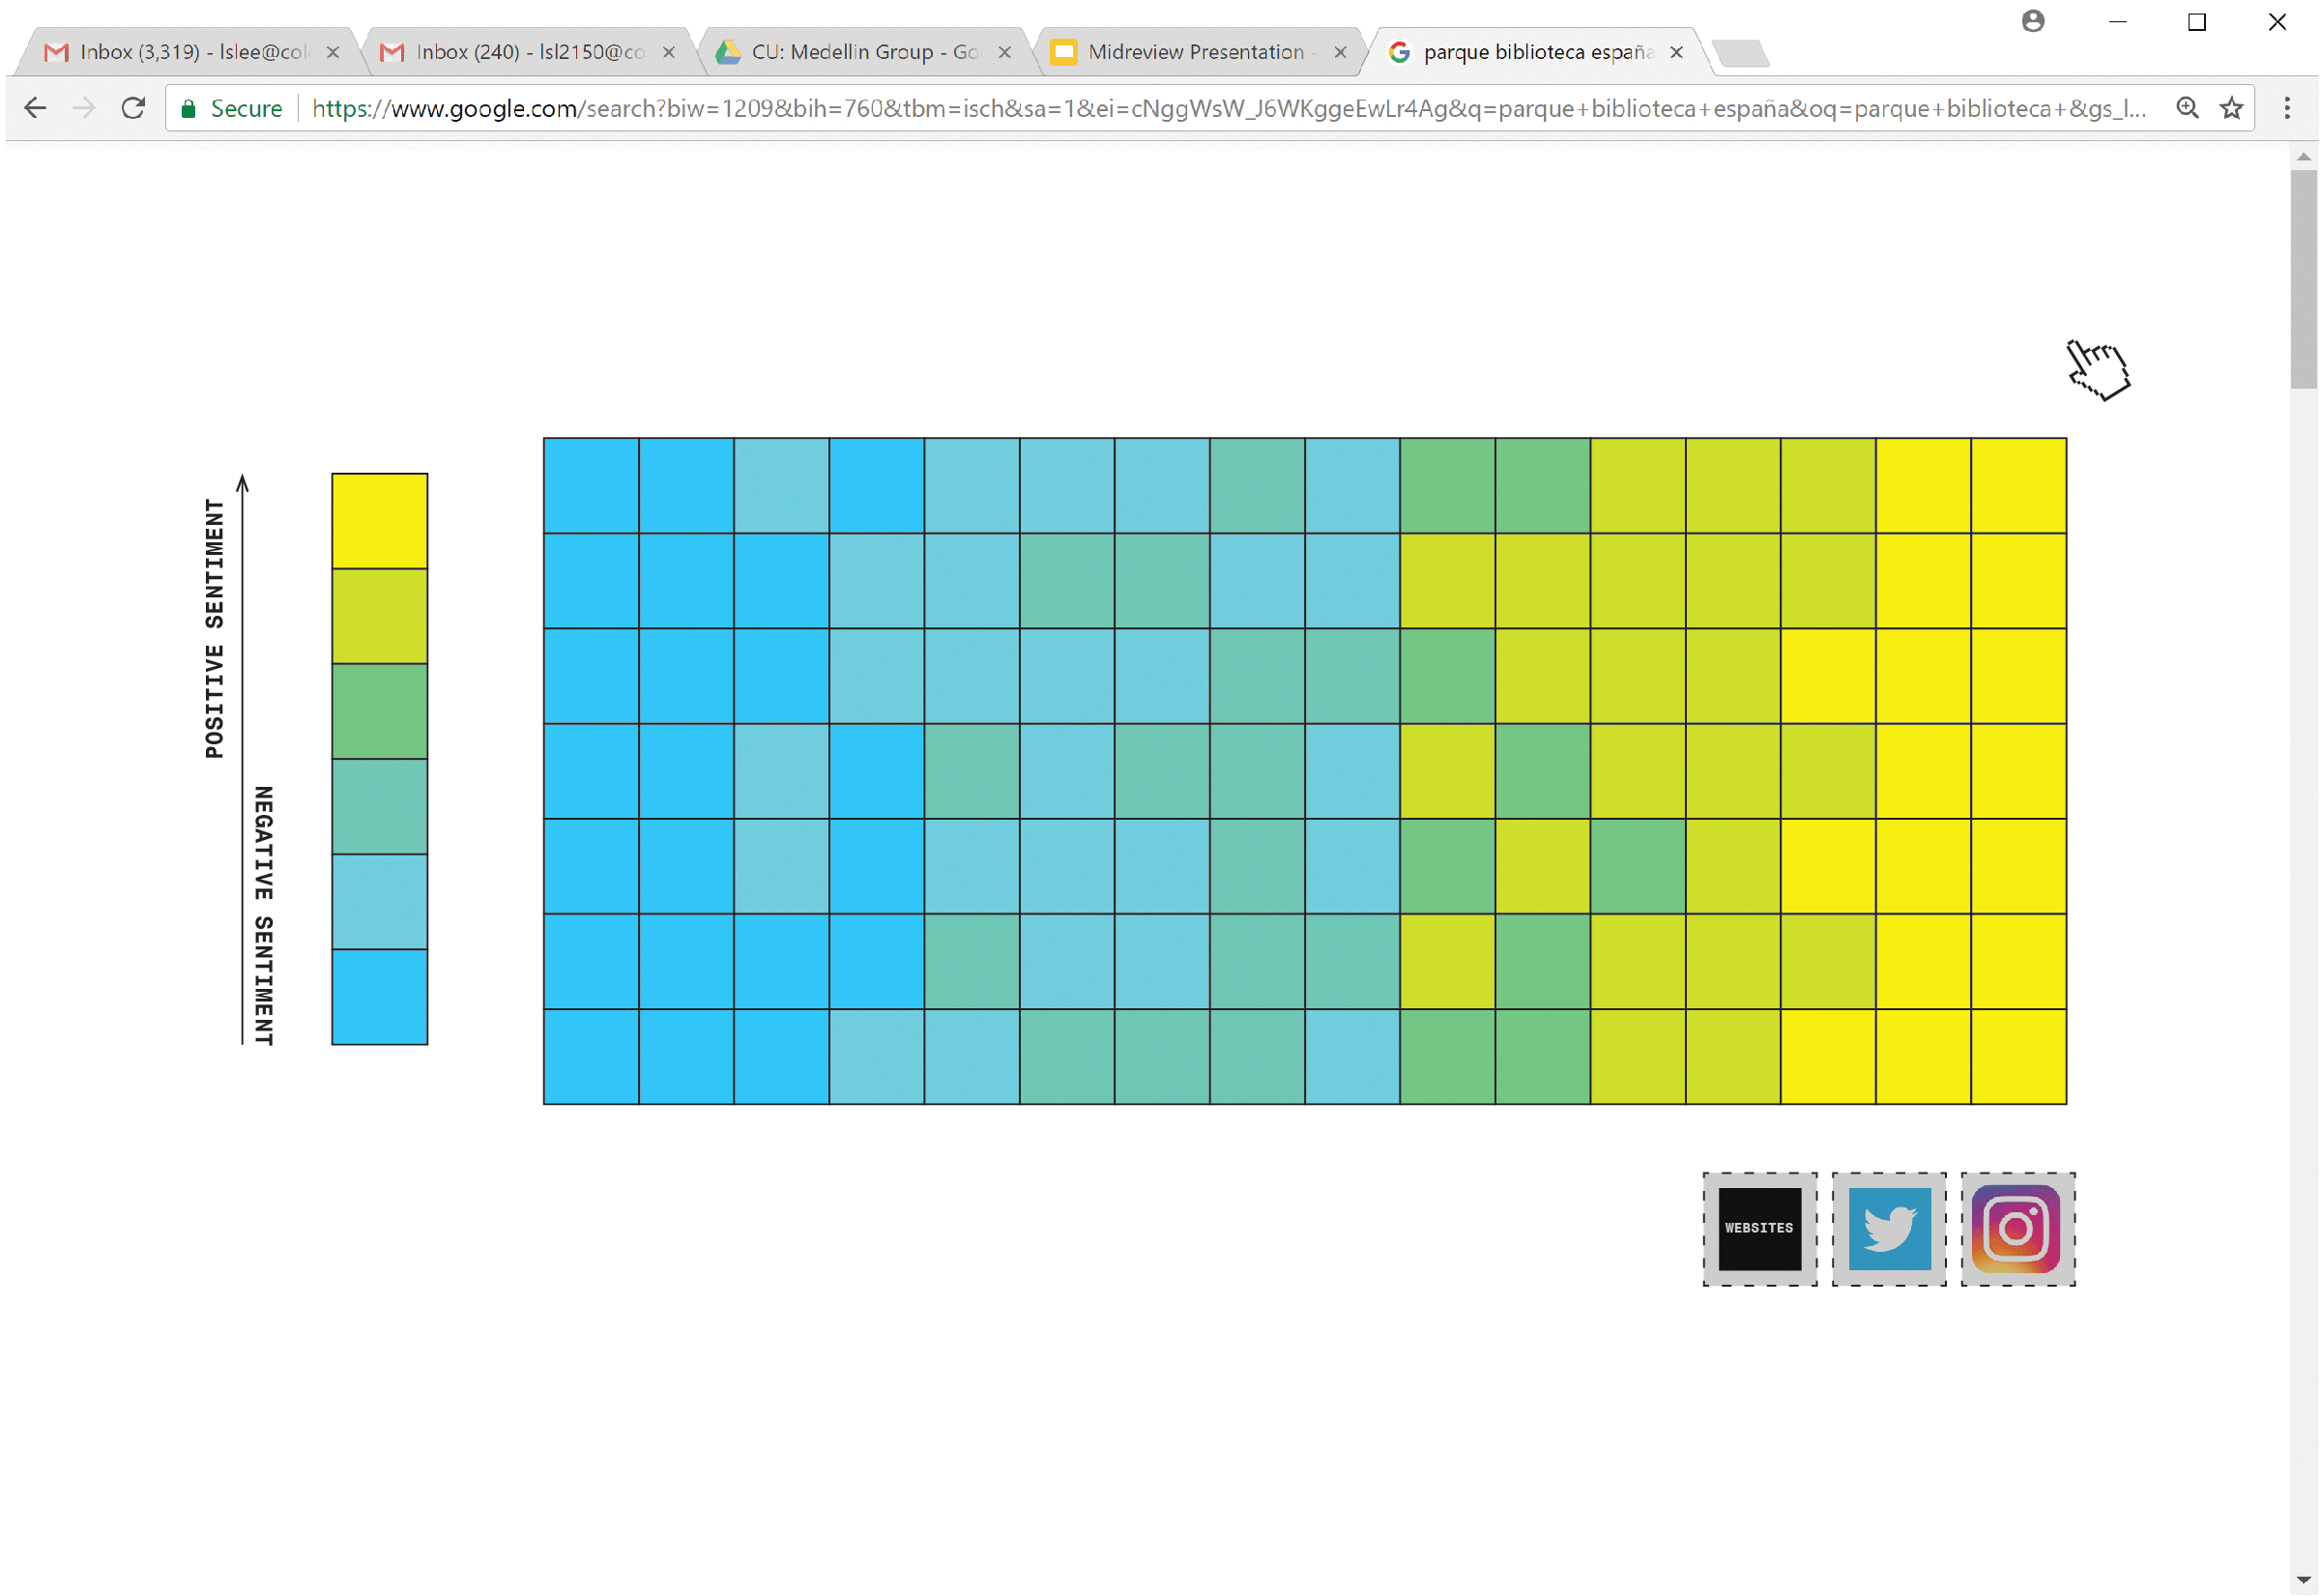 Inbox (3,319) - lslee@col
Inbox (240) - lsl2150@co
CU: Medellin Group - Go
Midreview Presentation -
parque biblioteca españa
Secure https://www.google.com/search?biw=1209&bih=760&tbm=isch&sa=1&ei=cNggWsW_J6WKggeEwLr4Ag&q=parque+biblioteca+españa&oq=parque+biblioteca+&gs_l...
POSITIVE SENTIMENT
NEGATIVE SENTIMENT
WEBSITES